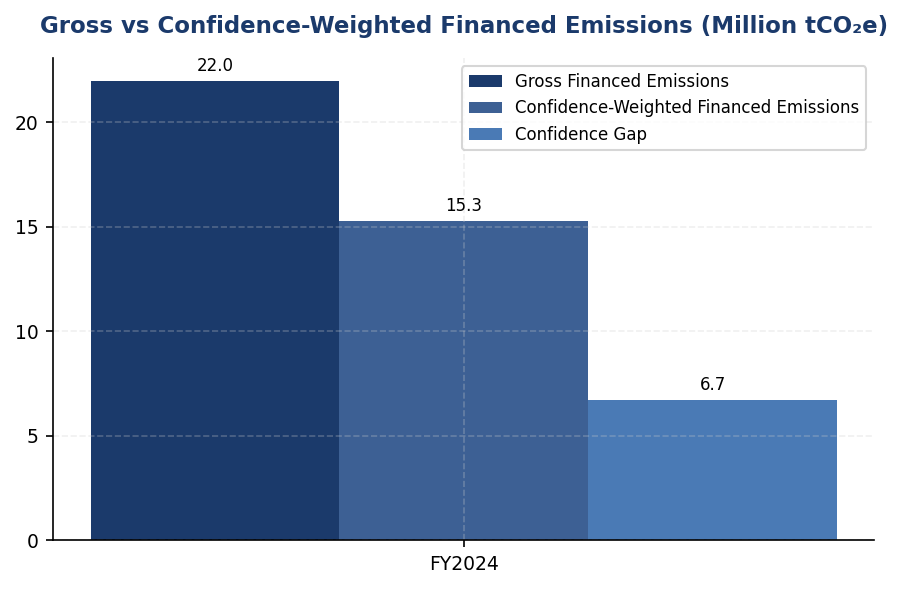 Gross vs Confidence-Weighted Financed Emissions (Million tCO₂e)
22.0
Gross Financed Emissions
Confidence-Weighted Financed Emissions
Confidence Gap
20
15.3
15
10
6.7
5
0
FY2024